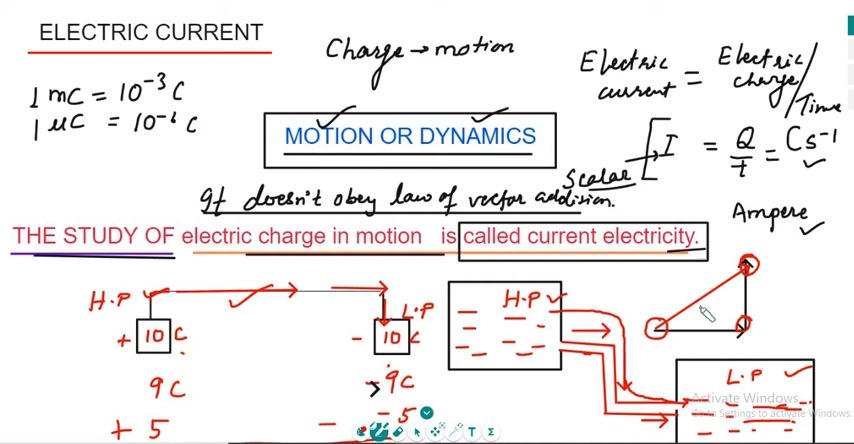 ELECTRIC CURRENT
Charge → motion
Electric current = Electric charge / Time
1 mC = 10⁻³ C
1 μC = 10⁻⁶ C
MOTION OR DYNAMICS
I = Q/t = Cs⁻¹
Scalar
It doesn't obey law of vector addition.
Ampere
THE STUDY OF electric charge in motion is called current electricity.
H.P
L.P
+ 10 C
- 10 C
H.P
9C
- 9C
+ 5
- 5
L.P
-
Activate Windows
Go to Settings to activate Windows.